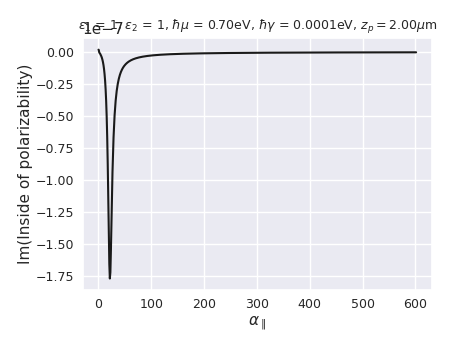 1e−7
ε₁ = 1, ε₂ = 1, ħμ = 0.70eV, ħγ = 0.0001eV, zₚ = 2.00μm
Im(Inside of polarizability)
0.00
−0.25
−0.50
−0.75
−1.00
−1.25
−1.50
−1.75
0 100 200 300 400 500 600
α∥